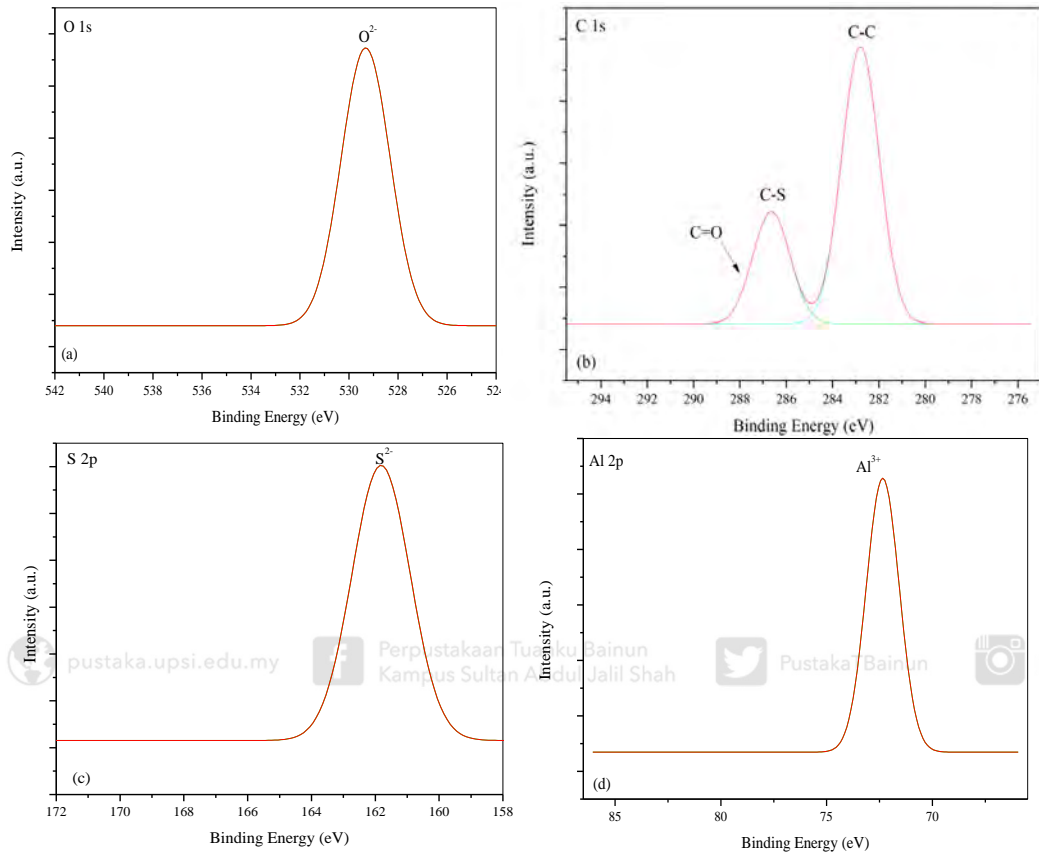 O 1s
O²⁻
Intensity (a.u.)
(a)
542 540 538 536 534 532 530 528 526 524
Binding Energy (eV)
C 1s
C-C
C-S
C=O
Intensity (a.u.)
(b)
294 292 290 288 286 284 282 280 278 276
Binding Energy (eV)
S 2p
S²⁻
Intensity (a.u.)
(c)
172 170 168 166 164 162 160 158
Binding Energy (eV)
Al 2p
Al³⁺
Intensity (a.u.)
(d)
85 80 75 70
Binding Energy (eV)
pustaka.upsi.edu.my
Perpustakaan Tuanku Bainun
Kampus Sultan Abdul Jalil Shah
PustakaTBainun